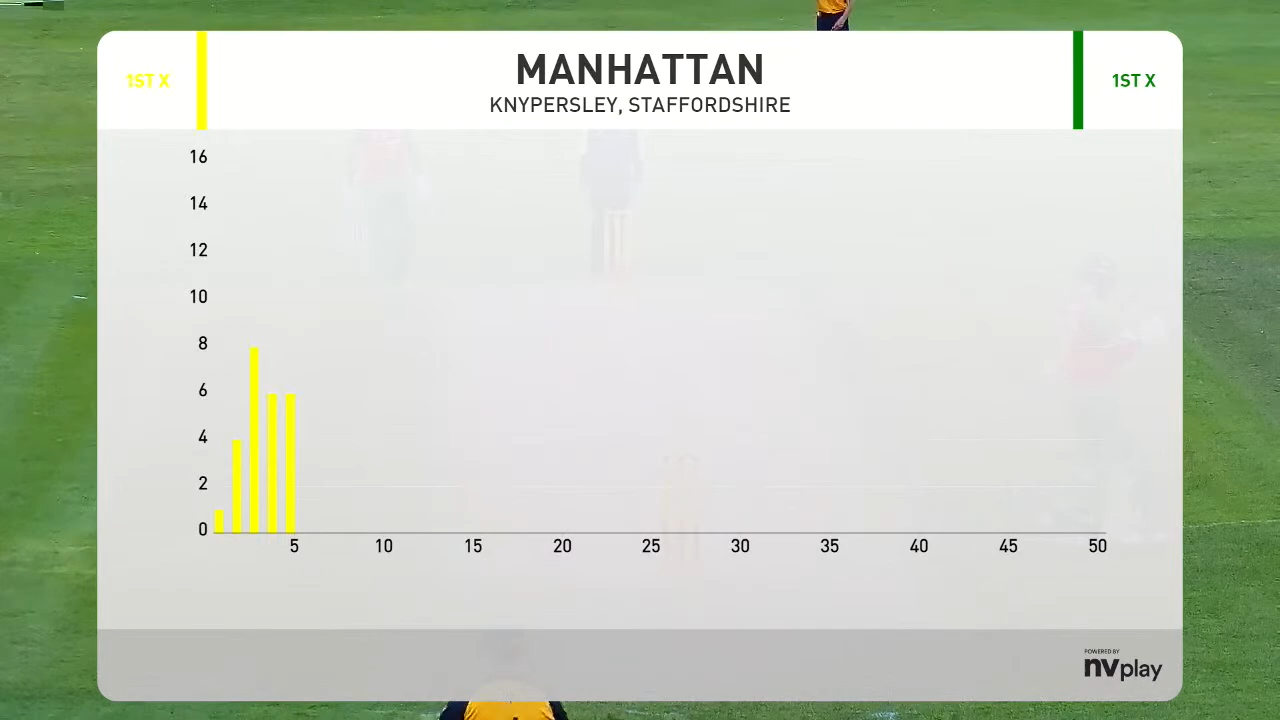 1ST X
MANHATTAN
KNYPERSLEY, STAFFORDSHIRE
1ST X
16
14
12
10
8
6
4
2
0
5 10 15 20 25 30 35 40 45 50
POWERED BY
nvplay